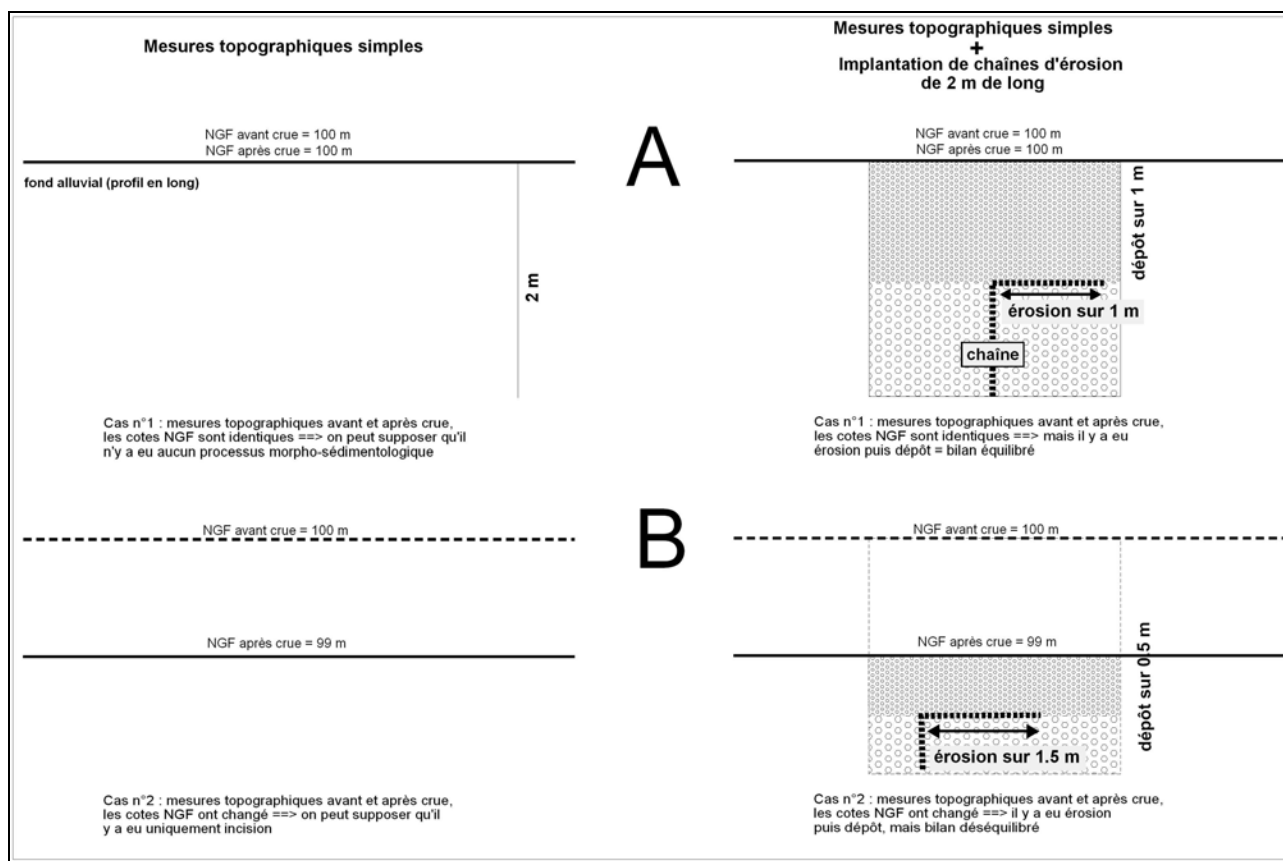 Mesures topographiques simples
Mesures topographiques simples
+
Implantation de chaînes d'érosion
de 2 m de long
A
NGF avant crue = 100 m
NGF après crue = 100 m
fond alluvial (profil en long)
2 m
Cas n°1 : mesures topographiques avant et après crue,
les cotes NGF sont identiques ==> on peut supposer qu'il
n'y a eu aucun processus morpho-sédimentologique
NGF avant crue = 100 m
NGF après crue = 100 m
dépôt sur 1 m
érosion sur 1 m
chaîne
Cas n°1 : mesures topographiques avant et après crue,
les cotes NGF sont identiques ==> mais il y a eu
érosion puis dépôt = bilan équilibré
B
NGF avant crue = 100 m
NGF après crue = 99 m
Cas n°2 : mesures topographiques avant et après crue,
les cotes NGF ont changé ==> on peut supposer qu'il
y a eu uniquement incision
NGF avant crue = 100 m
NGF après crue = 99 m
dépôt sur 0.5 m
érosion sur 1.5 m
Cas n°2 : mesures topographiques avant et après crue,
les cotes NGF ont changé ==> il y a eu érosion
puis dépôt, mais bilan déséquilibré